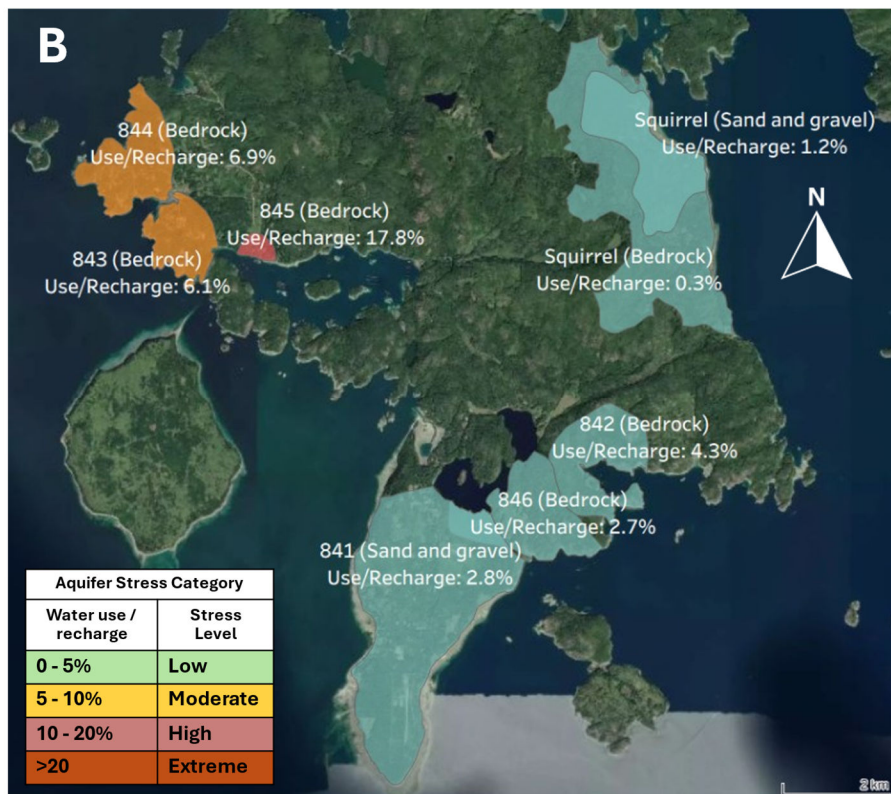 B
844 (Bedrock)
Use/Recharge: 6.9%
Squirrel (Sand and gravel)
Use/Recharge: 1.2%
N
845 (Bedrock)
Use/Recharge: 17.8%
843 (Bedrock)
Use/Recharge: 6.1%
Squirrel (Bedrock)
Use/Recharge: 0.3%
842 (Bedrock)
Use/Recharge: 4.3%
846 (Bedrock)
Use/Recharge: 2.7%
841 (Sand and gravel)
Use/Recharge: 2.8%
Aquifer Stress Category
Water use / recharge Stress Level
0 - 5% Low
5 - 10% Moderate
10 - 20% High
>20 Extreme
2 km